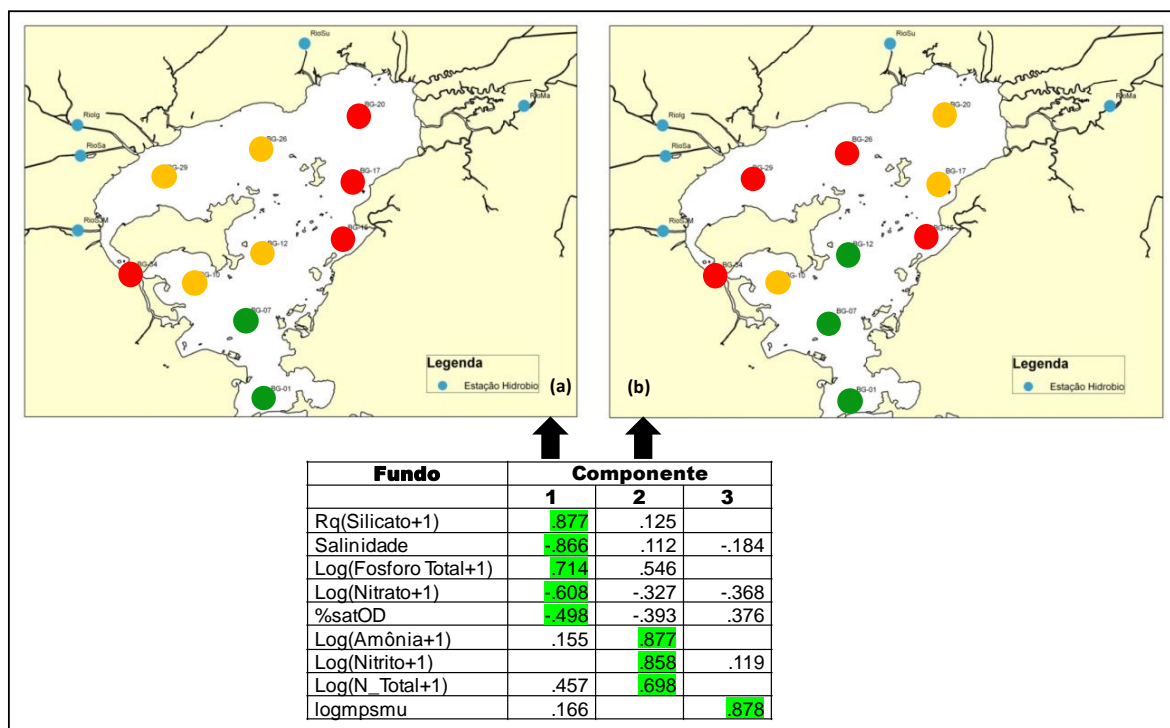 RioSu
BG-20
RioMa
RioIg
BG-26
RioSa
BG-29
BG-17
RioSJM
BG-12
BG-34
BG-10
BG-07
BG-01
Legenda
Estação Hidrobio
(a)
RioSu
BG-20
RioMa
RioIg
BG-26
RioSa
BG-29
BG-17
RioSJM
BG-12
BG-34
BG-10
BG-07
BG-01
Legenda
Estação Hidrobio
(b)
Fundo Componente
1 2 3
Rq(Silicato+1) .877 .125
Salinidade -.866 .112 -.184
Log(Fosforo Total+1) .714 .546
Log(Nitrato+1) -.608 -.327 -.368
%satOD -.498 -.393 .376
Log(Amônia+1) .155 .877
Log(Nitrito+1) .858 .119
Log(N_Total+1) .457 .698
logmpsmu .166 .878